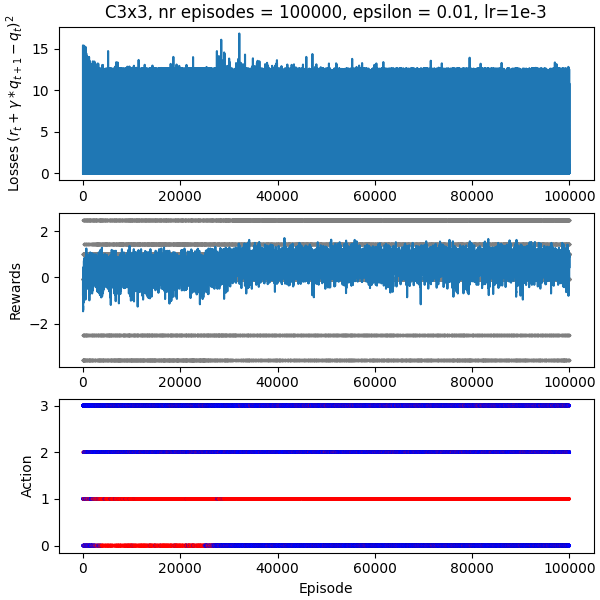 C3x3, nr episodes = 100000, epsilon = 0.01, lr=1e-3
Losses $(r_t + \gamma * q_{t+1} - q_t)^2$
15
10
5
0
0 20000 40000 60000 80000 100000
Rewards
2
0
−2
0 20000 40000 60000 80000 100000
Action
3
2
1
0
0 20000 40000 60000 80000 100000
Episode